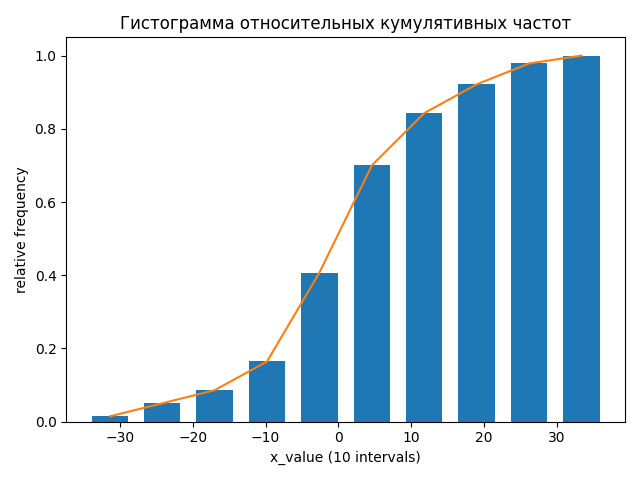 Гистограмма относительных кумулятивных частот
relative frequency
1.0
0.8
0.6
0.4
0.2
0.0
−30 −20 −10 0 10 20 30
x_value (10 intervals)